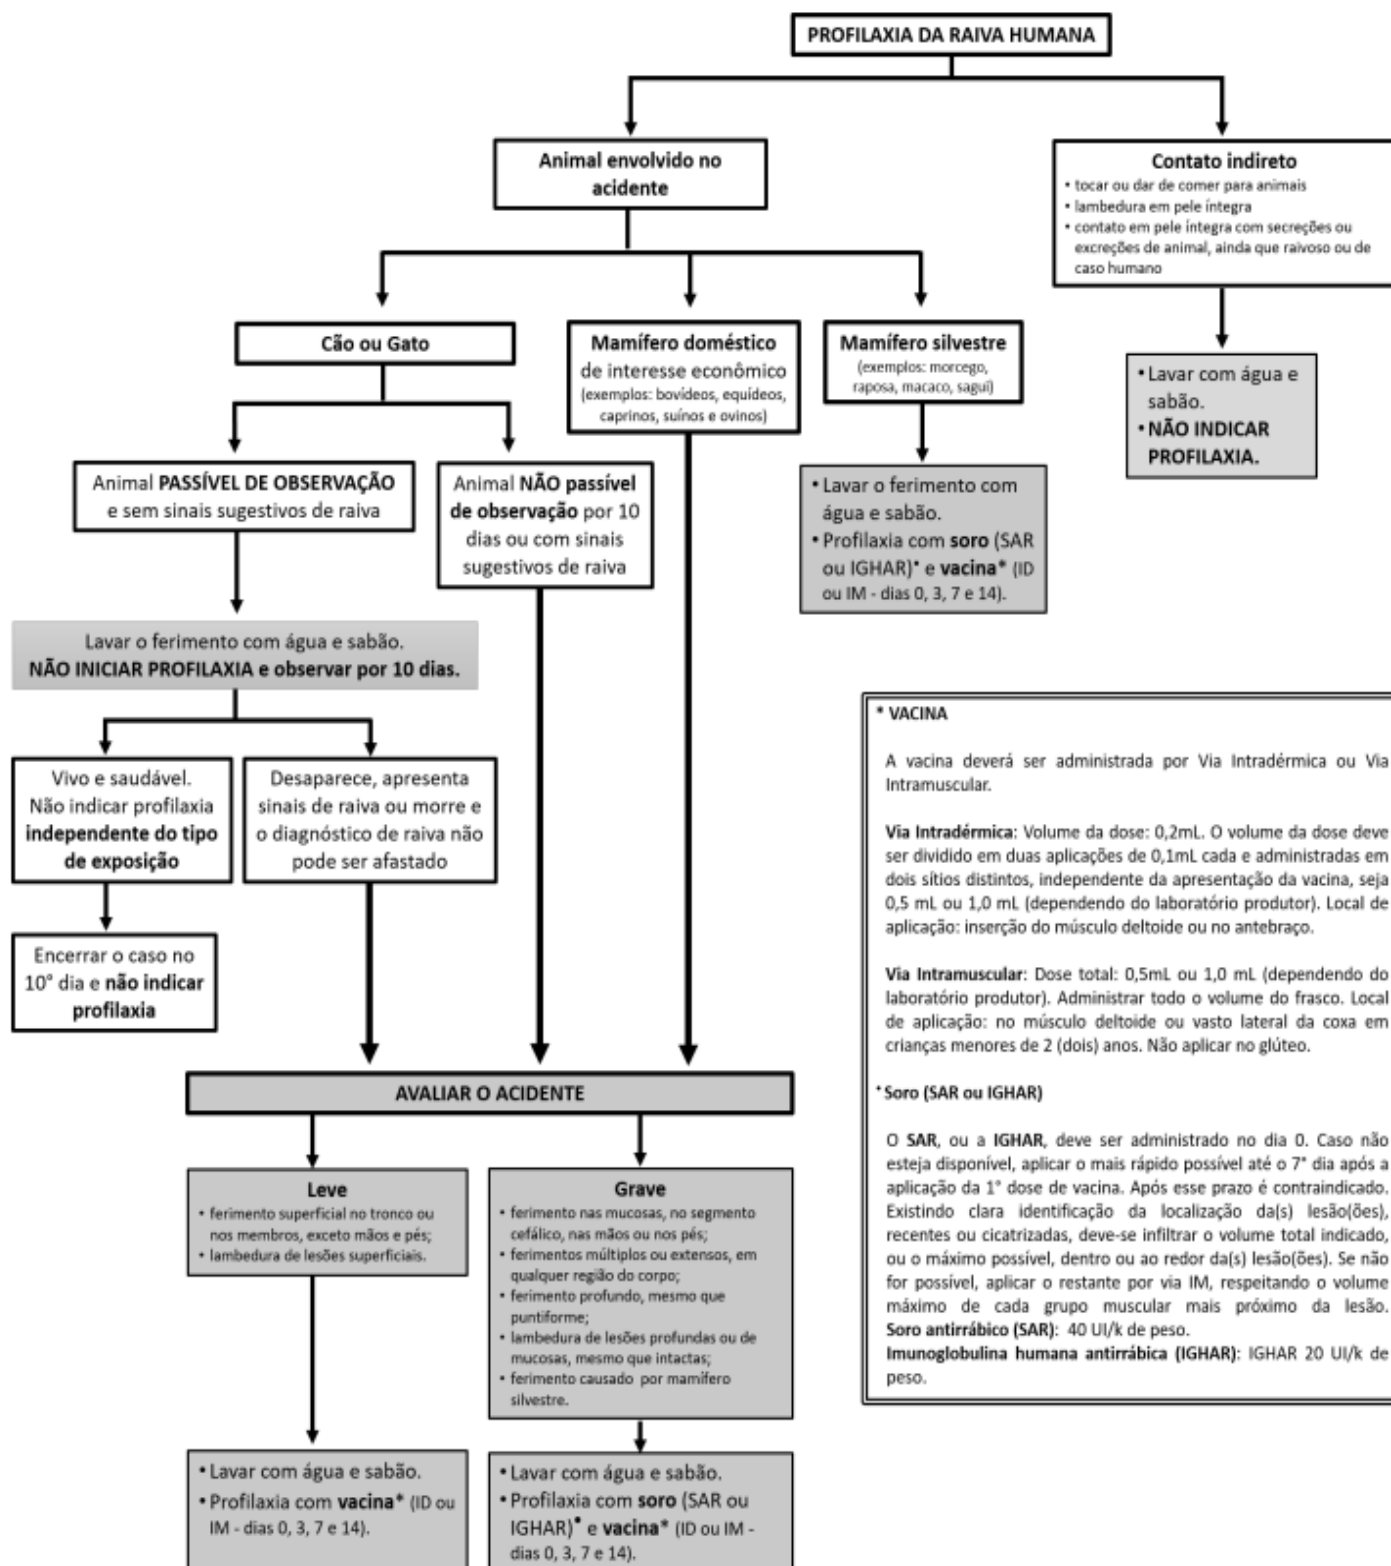 PROFILAXIA DA RAIVA HUMANA
Animal envolvido no
acidente
Contato indireto
• tocar ou dar de comer para animais
• lambedura em pele íntegra
• contato em pele íntegra com secreções ou
excreções de animal, ainda que raivoso ou de
caso humano
Cão ou Gato
Mamífero doméstico
de interesse econômico
(exemplos: bovídeos, equídeos,
caprinos, suínos e ovinos)
Mamífero silvestre
(exemplos: morcego,
raposa, macaco, sagui)
• Lavar com água e
sabão.
• NÃO INDICAR
PROFILAXIA.
Animal PASSÍVEL DE OBSERVAÇÃO
e sem sinais sugestivos de raiva
Animal NÃO passível
de observação por 10
dias ou com sinais
sugestivos de raiva
• Lavar o ferimento com
água e sabão.
• Profilaxia com soro (SAR
ou IGHAR)• e vacina* (ID
ou IM - dias 0, 3, 7 e 14).
Lavar o ferimento com água e sabão.
NÃO INICIAR PROFILAXIA e observar por 10 dias.
Vivo e saudável.
Não indicar profilaxia
independente do tipo
de exposição
Desaparece, apresenta
sinais de raiva ou morre e
o diagnóstico de raiva não
pode ser afastado
Encerrar o caso no
10° dia e não indicar
profilaxia
AVALIAR O ACIDENTE
Leve
• ferimento superficial no tronco ou
nos membros, exceto mãos e pés;
• lambedura de lesões superficiais.
Grave
• ferimento nas mucosas, no segmento
cefálico, nas mãos ou nos pés;
• ferimentos múltiplos ou extensos, em
qualquer região do corpo;
• ferimento profundo, mesmo que
puntiforme;
• lambedura de lesões profundas ou de
mucosas, mesmo que intactas;
• ferimento causado por mamífero
silvestre.
• Lavar com água e sabão.
• Profilaxia com vacina* (ID ou
IM - dias 0, 3, 7 e 14).
• Lavar com água e sabão.
• Profilaxia com soro (SAR ou
IGHAR)• e vacina* (ID ou IM -
dias 0, 3, 7 e 14).
* VACINA
A vacina deverá ser administrada por Via Intradérmica ou Via
Intramuscular.
Via Intradérmica: Volume da dose: 0,2mL. O volume da dose deve
ser dividido em duas aplicações de 0,1mL cada e administradas em
dois sítios distintos, independente da apresentação da vacina, seja
0,5 mL ou 1,0 mL (dependendo do laboratório produtor). Local de
aplicação: inserção do músculo deltoide ou no antebraço.
Via Intramuscular: Dose total: 0,5mL ou 1,0 mL (dependendo do
laboratório produtor). Administrar todo o volume do frasco. Local
de aplicação: no músculo deltoide ou vasto lateral da coxa em
crianças menores de 2 (dois) anos. Não aplicar no glúteo.
• Soro (SAR ou IGHAR)
O SAR, ou a IGHAR, deve ser administrado no dia 0. Caso não
esteja disponível, aplicar o mais rápido possível até o 7° dia após a
aplicação da 1° dose de vacina. Após esse prazo é contraindicado.
Existindo clara identificação da localização da(s) lesão(ões),
recentes ou cicatrizadas, deve-se infiltrar o volume total indicado,
ou o máximo possível, dentro ou ao redor da(s) lesão(ões). Se não
for possível, aplicar o restante por via IM, respeitando o volume
máximo de cada grupo muscular mais próximo da lesão.
Soro antirrábico (SAR): 40 UI/k de peso.
Imunoglobulina humana antirrábica (IGHAR): IGHAR 20 UI/k de
peso.